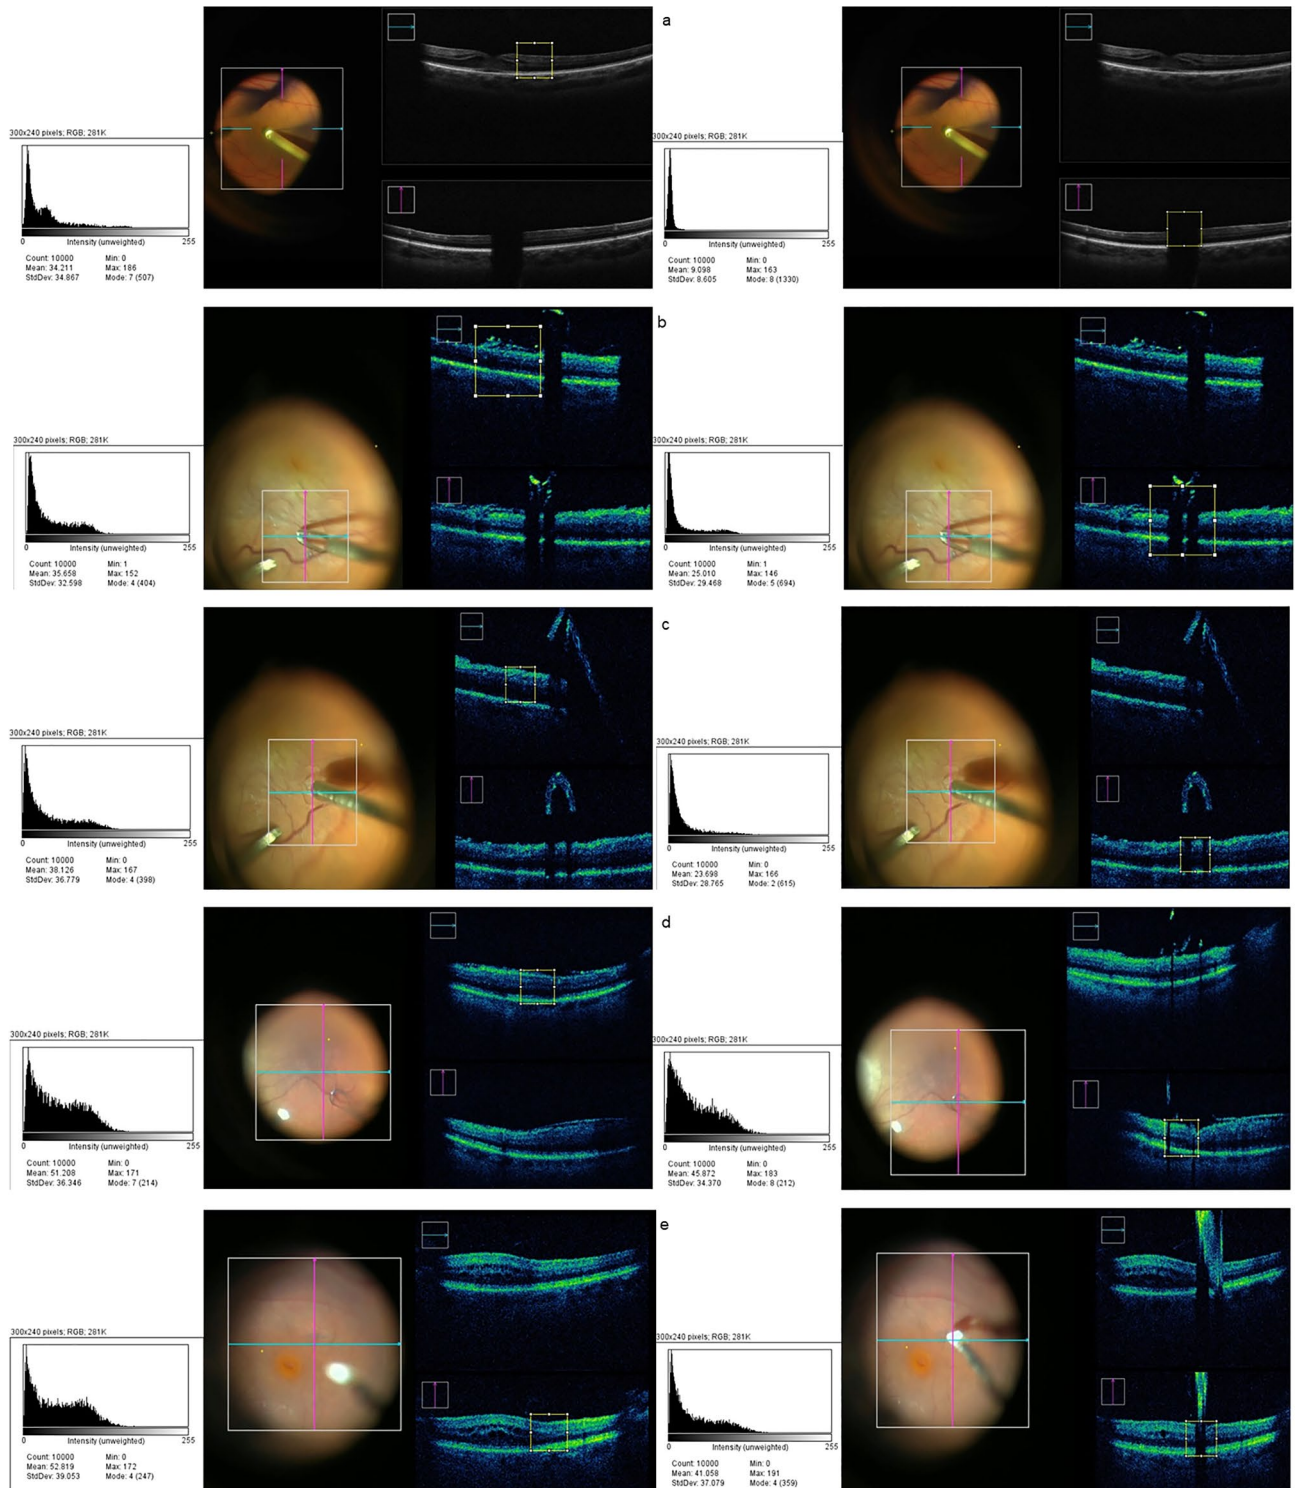 a
300x240 pixels; RGB; 281K
0 Intensity (unweighted) 255
Count: 10000 Min: 0
Mean: 34.211 Max: 186
StdDev: 34.867 Mode: 7 (507)
300x240 pixels; RGB; 281K
0 Intensity (unweighted) 255
Count: 10000 Min: 0
Mean: 9.098 Max: 163
StdDev: 8.605 Mode: 8 (1330)
b
300x240 pixels; RGB; 281K
0 Intensity (unweighted) 255
Count: 10000 Min: 1
Mean: 35.658 Max: 152
StdDev: 32.598 Mode: 4 (404)
300x240 pixels; RGB; 281K
0 Intensity (unweighted) 255
Count: 10000 Min: 1
Mean: 25.010 Max: 146
StdDev: 29.468 Mode: 5 (694)
c
300x240 pixels; RGB; 281K
0 Intensity (unweighted) 255
Count: 10000 Min: 0
Mean: 38.126 Max: 167
StdDev: 36.779 Mode: 4 (398)
300x240 pixels; RGB; 281K
0 Intensity (unweighted) 255
Count: 10000 Min: 0
Mean: 23.698 Max: 166
StdDev: 28.765 Mode: 2 (615)
d
300x240 pixels; RGB; 281K
0 Intensity (unweighted) 255
Count: 10000 Min: 0
Mean: 51.208 Max: 171
StdDev: 36.346 Mode: 7 (214)
300x240 pixels; RGB; 281K
0 Intensity (unweighted) 255
Count: 10000 Min: 0
Mean: 45.872 Max: 183
StdDev: 34.370 Mode: 8 (212)
e
300x240 pixels; RGB; 281K
0 Intensity (unweighted) 255
Count: 10000 Min: 0
Mean: 52.819 Max: 172
StdDev: 39.053 Mode: 4 (247)
300x240 pixels; RGB; 281K
0 Intensity (unweighted) 255
Count: 10000 Min: 0
Mean: 41.058 Max: 191
StdDev: 37.079 Mode: 4 (359)